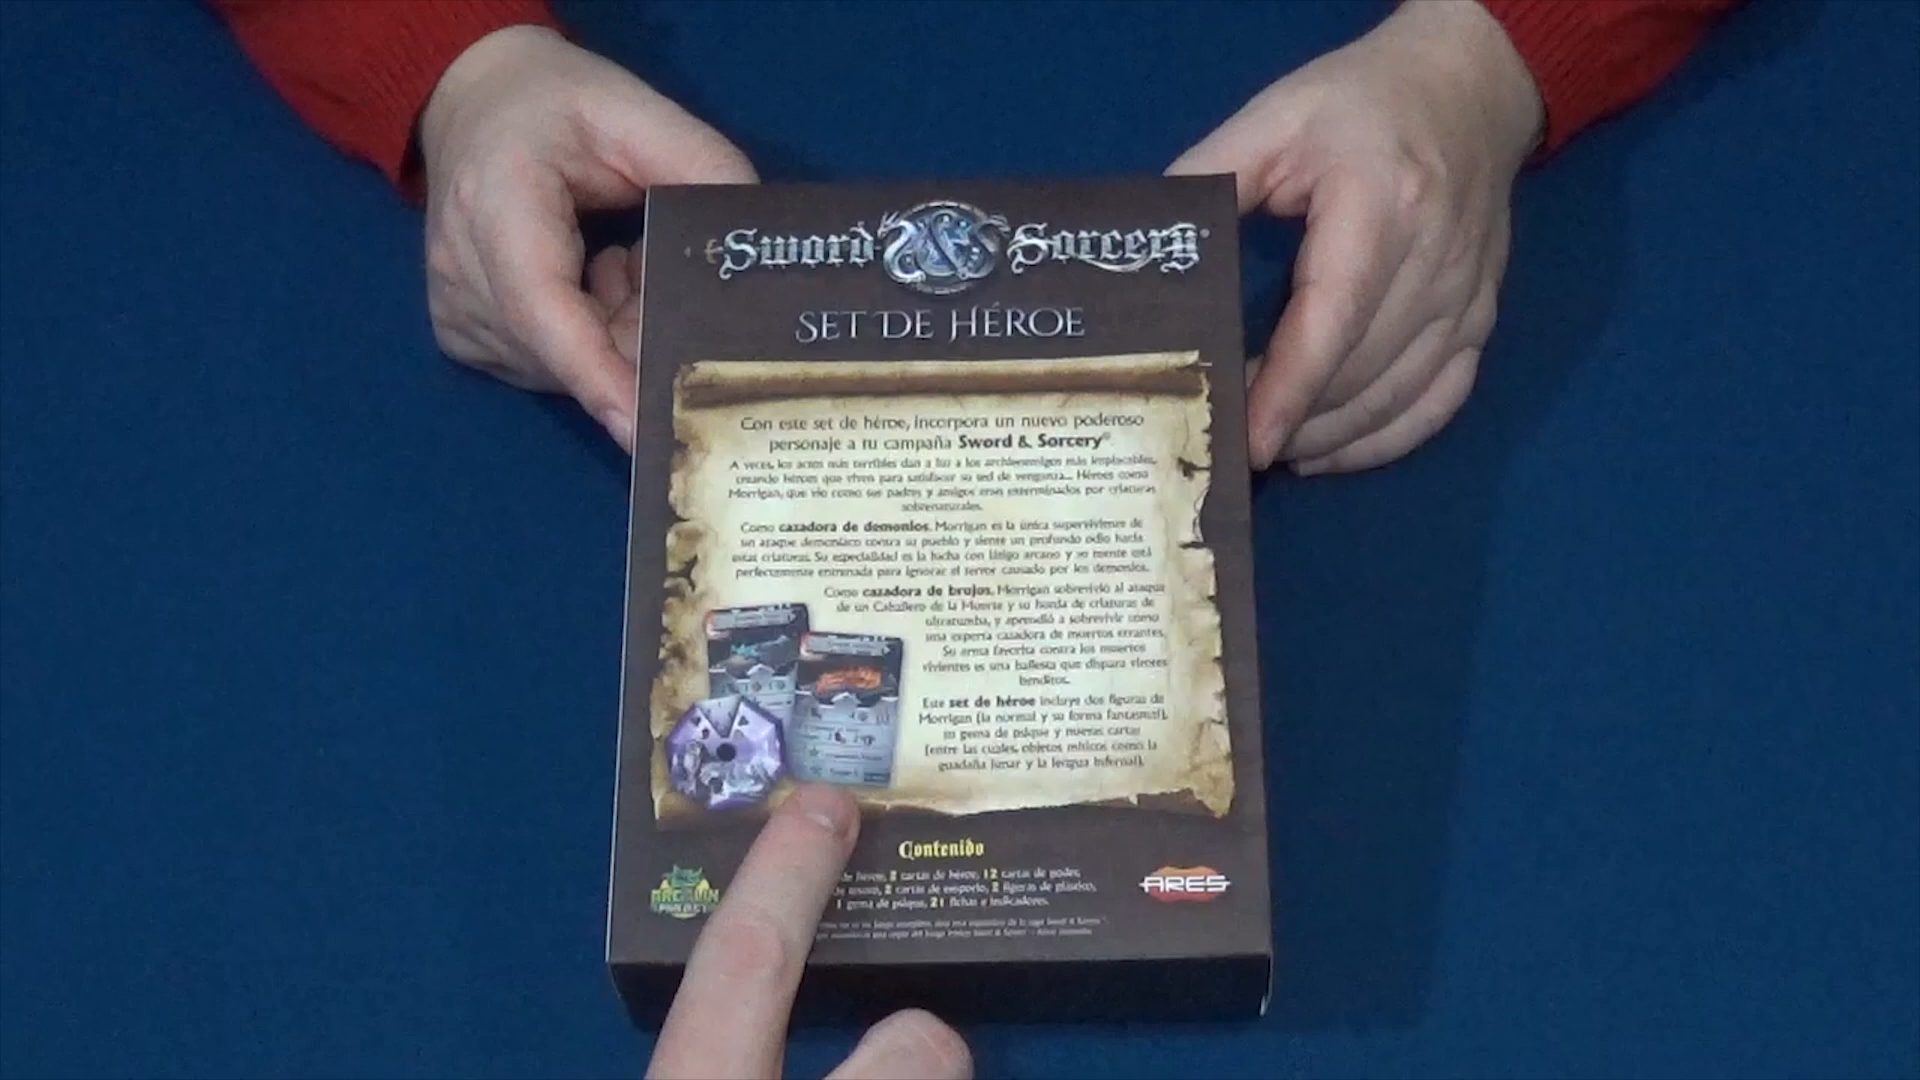 Sword & Sorcery®
SET DE HÉROE
Con este set de héroe, incorpora un nuevo poderoso
personaje a tu campaña Sword & Sorcery®.
A veces, los actos más terribles dan a luz a los archienemigos más implacables,
creando héroes que viven para satisfacer su sed de venganza... Héroes como
Morrigan, que vio como sus padres y amigos eran exterminados por criaturas
sobrenaturales.
Como cazadora de demonios, Morrigan es la única superviviente de
un ataque demoníaco contra su pueblo y siente un profundo odio hacia
estas criaturas. Su especialidad es la lucha con látigo arcano y su mente está
perfectamente entrenada para ignorar el terror causado por los demonios.
Como cazadora de brujos, Morrigan sobrevivió al ataque
de un Caballero de la Muerte y su horda de criaturas de
ultratumba, y aprendió a sobrevivir como
una experta cazadora de muertos errantes.
Su arma favorita contra los muertos
vivientes es una ballesta que dispara virotes
benditos.
Este set de héroe incluye dos figuras de
Morrigan (la normal y su forma fantasmal),
su gema de psique y nuevas cartas
(entre las cuales, objetos míticos como la
guadaña lunar y la lengua infernal).
Contenido
de héroe, 2 cartas de héroe, 12 cartas de poder,
de tesoro, 2 cartas de emporio, 2 figuras de plástico,
1 gema de psique, 21 fichas e indicadores.
GREMLIN
PROJECT
ARES